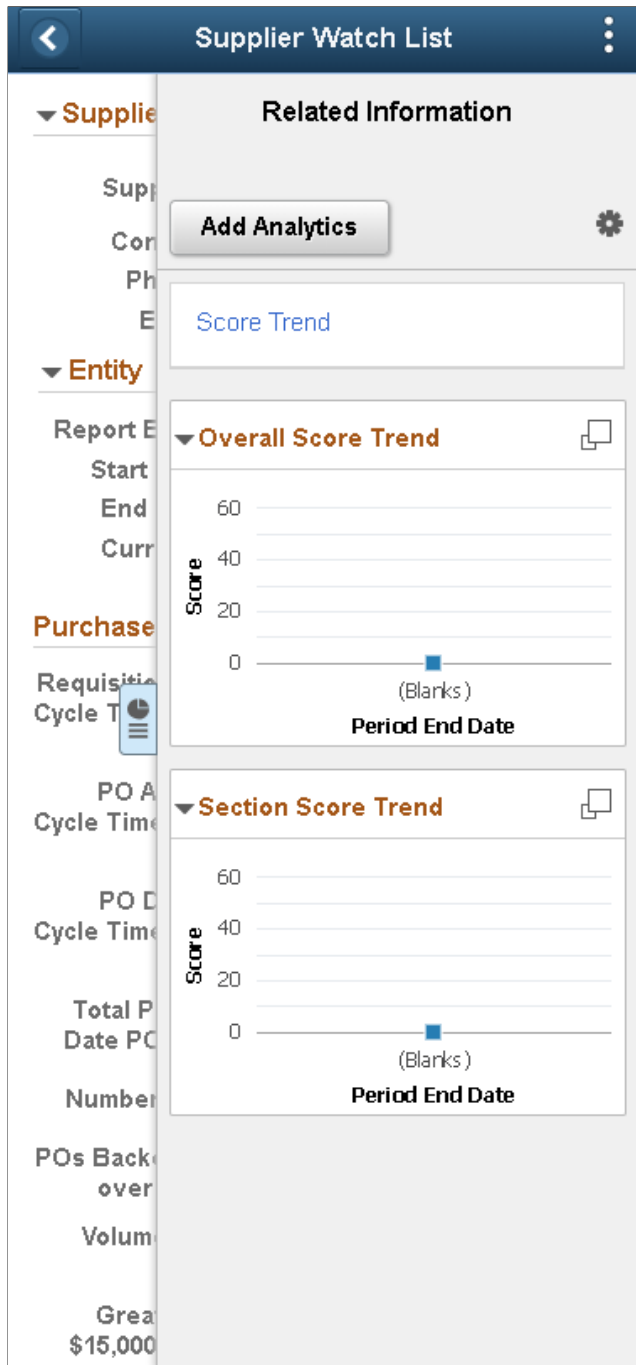 Supplier Watch List
Related Information
Add Analytics
Score Trend
Overall Score Trend
60
40
20
0
Score
(Blanks)
Period End Date
Section Score Trend
60
40
20
0
Score
(Blanks)
Period End Date
Supplie
Supp
Con
Ph
E
Entity
Report E
Start
End
Curr
Purchase
Requisitio
Cycle T
PO A
Cycle Time
PO D
Cycle Time
Total P
Date PO
Number
POs Backo
over
Volum
Grea
$15,000